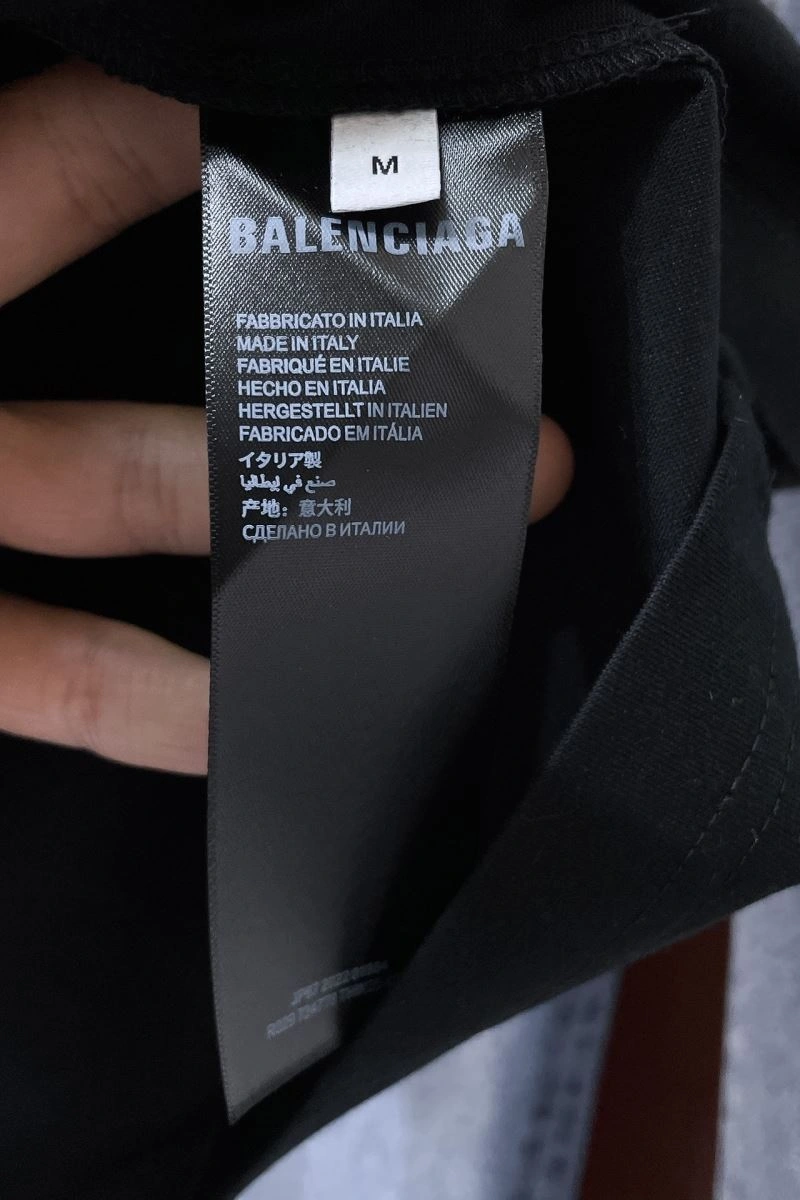 M
BALENCIAGA
FABBRICATO IN ITALIA
MADE IN ITALY
FABRIQUÉ EN ITALIE
HECHO EN ITALIA
HERGESTELLT IN ITALIEN
FABRICADO EM ITÁLIA
イタリア製
صنع في إيطاليا
产地：意大利
СДЕЛАНО В ИТАЛИИ